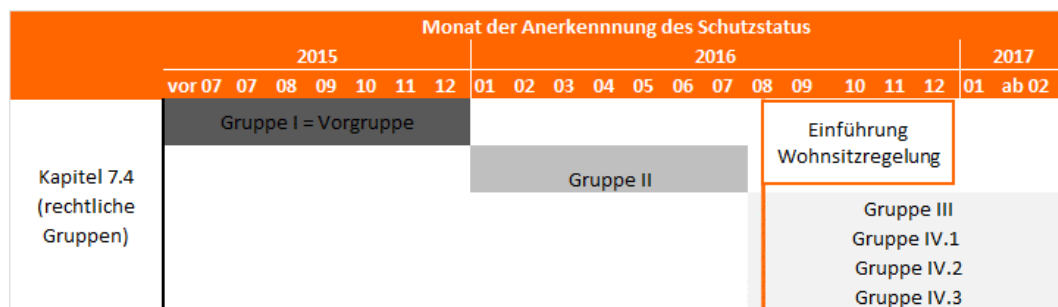 Monat der Anerkennnung des Schutzstatus
2015 2016 2017
vor 07 07 08 09 10 11 12 01 02 03 04 05 06 07 08 09 10 11 12 01 ab 02
Gruppe I = Vorgruppe
Einführung
Wohnsitzregelung
Gruppe II
Kapitel 7.4
(rechtliche
Gruppen)
Gruppe III
Gruppe IV.1
Gruppe IV.2
Gruppe IV.3